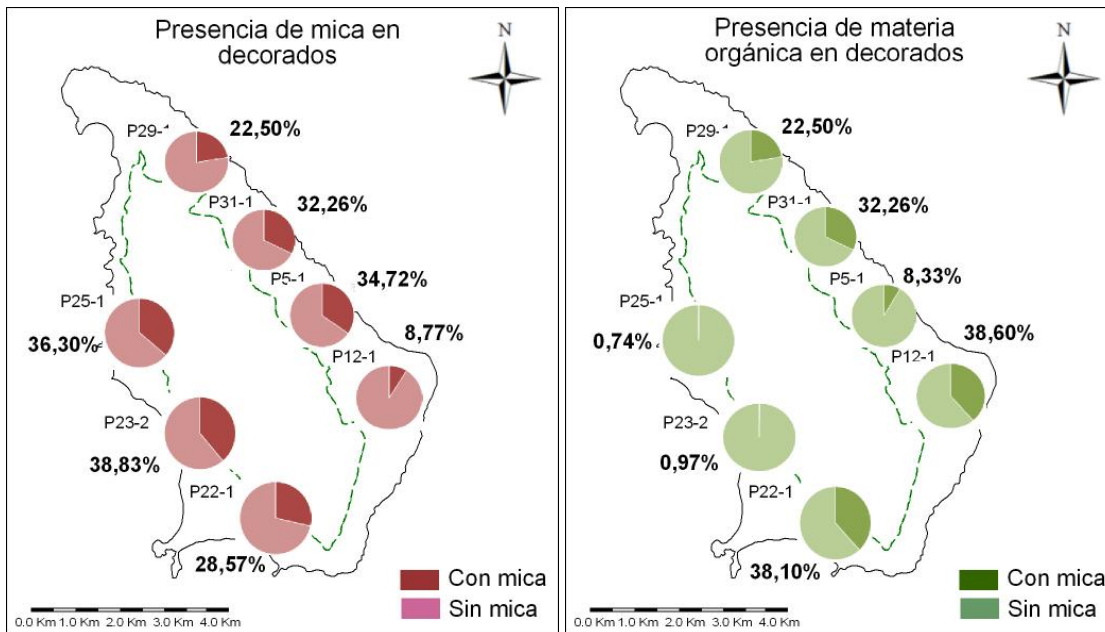 Presencia de mica en
decorados
N
P29-1
22,50%
P31-1
32,26%
P5-1
34,72%
P25-1
36,30%
8,77%
P12-1
P23-2
38,83%
P22-1
28,57%
Con mica
Sin mica
0.0 Km 1.0 Km 2.0 Km 3.0 Km 4.0 Km
Presencia de materia
orgánica en decorados
N
P29-1
22,50%
P31-1
32,26%
P5-1
8,33%
P25-1
0,74%
38,60%
P12-1
P23-2
0,97%
P22-1
38,10%
Con mica
Sin mica
0.0 Km 1.0 Km 2.0 Km 3.0 Km 4.0 Km